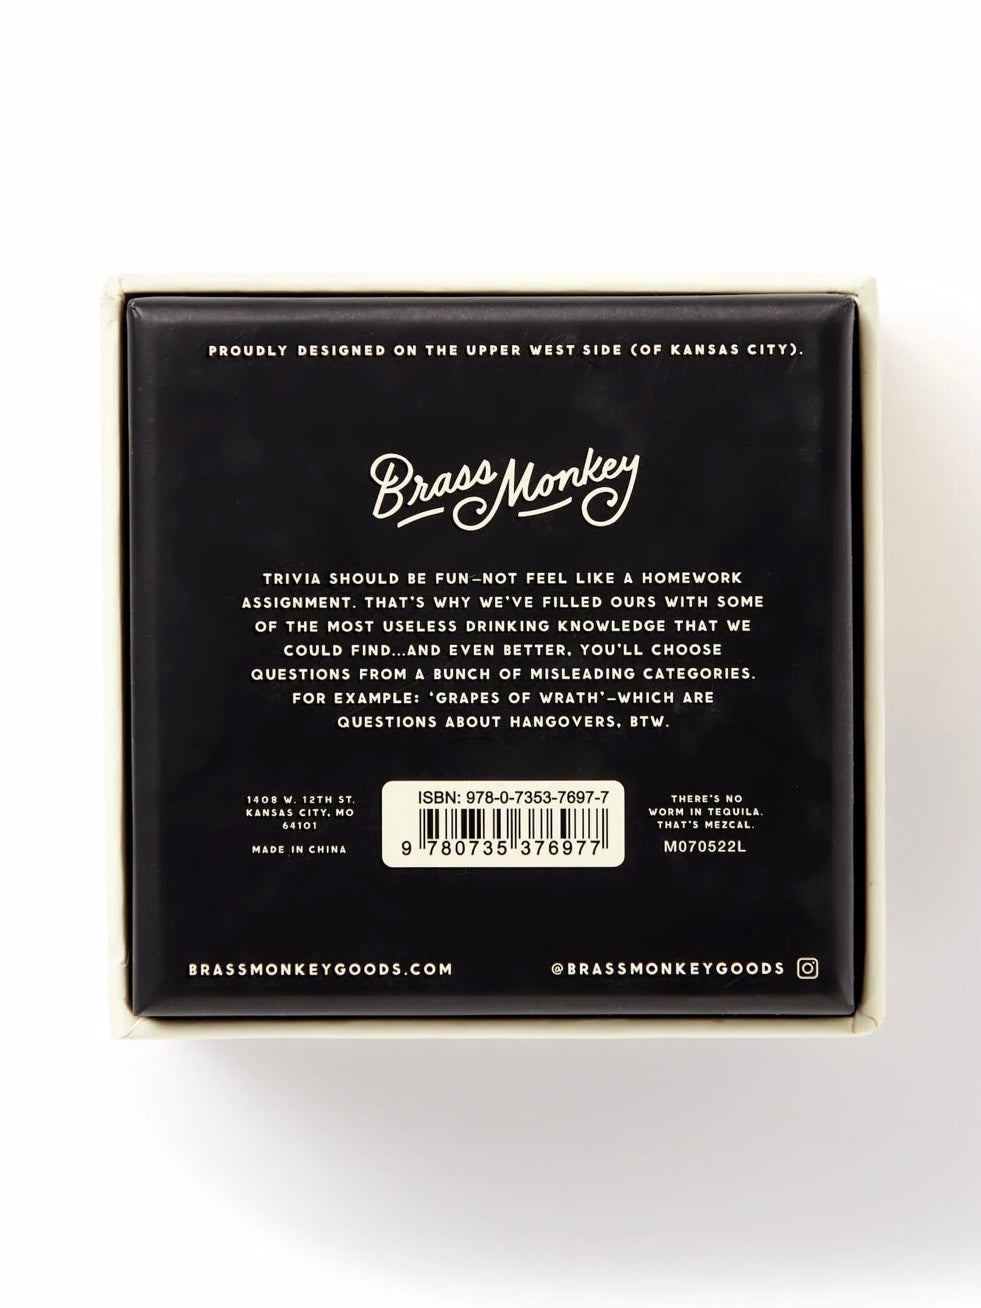 PROUDLY DESIGNED ON THE UPPER WEST SIDE (OF KANSAS CITY).
Brass Monkey
TRIVIA SHOULD BE FUN–NOT FEEL LIKE A HOMEWORK
ASSIGNMENT. THAT'S WHY WE'VE FILLED OURS WITH SOME
OF THE MOST USELESS DRINKING KNOWLEDGE THAT WE
COULD FIND...AND EVEN BETTER, YOU'LL CHOOSE
QUESTIONS FROM A BUNCH OF MISLEADING CATEGORIES.
FOR EXAMPLE: 'GRAPES OF WRATH'–WHICH ARE
QUESTIONS ABOUT HANGOVERS, BTW.
1408 W. 12TH ST.
KANSAS CITY, MO
64101
MADE IN CHINA
ISBN: 978-0-7353-7697-7
9 780735 376977
THERE'S NO
WORM IN TEQUILA.
THAT'S MEZCAL.
M070522L
BRASSMONKEYGOODS.COM
@BRASSMONKEYGOODS